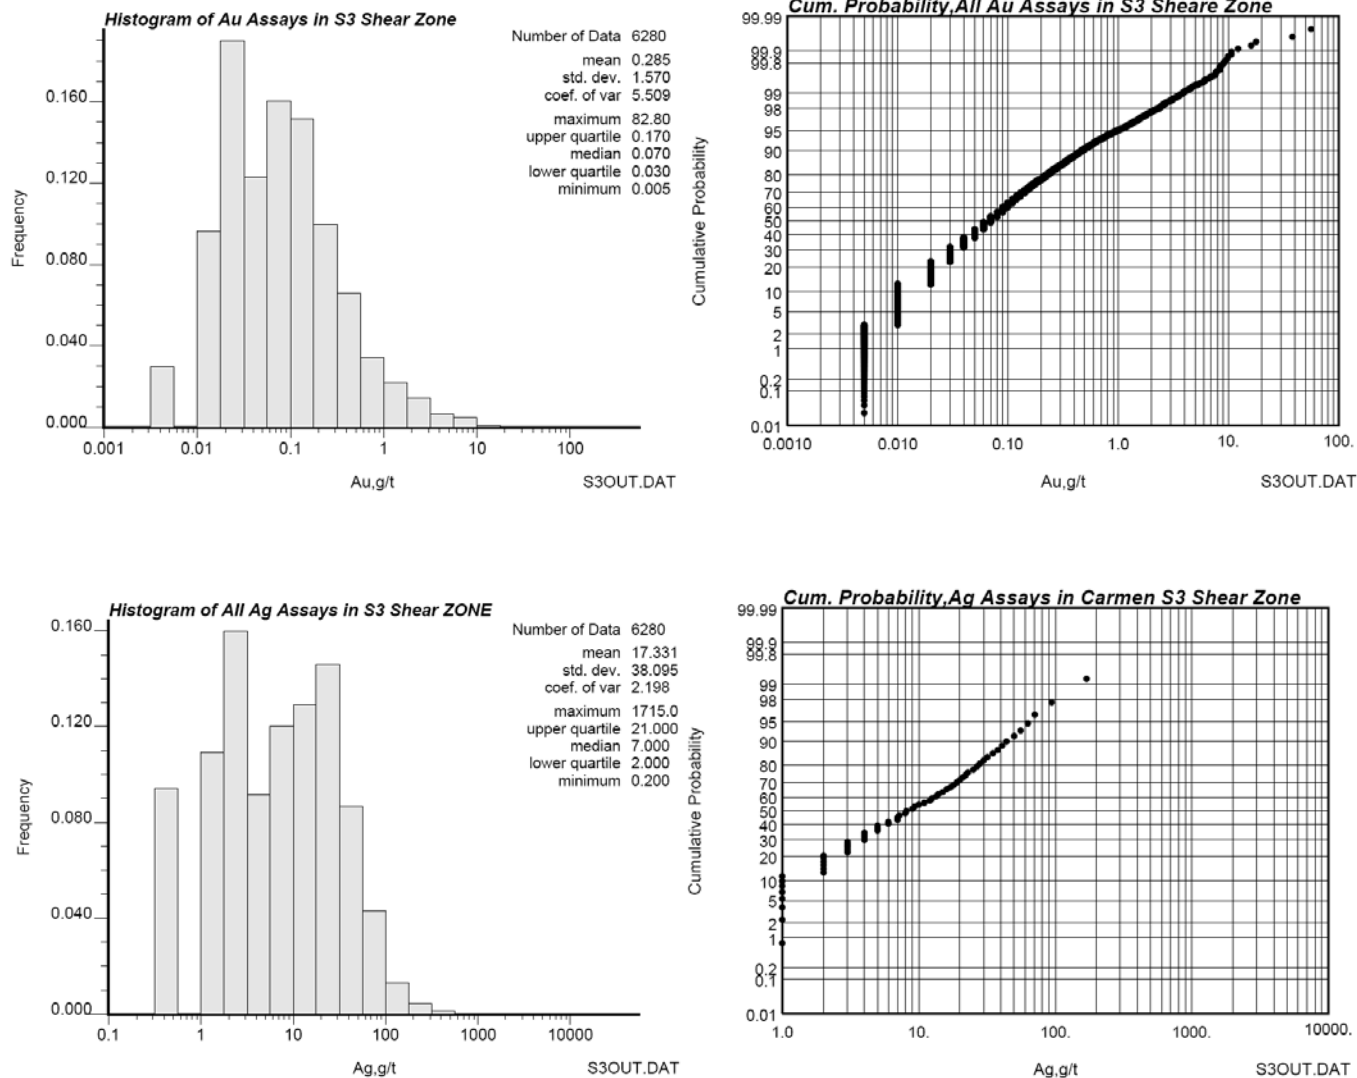 Histogram of Au Assays in S3 Shear Zone
Number of Data 6280
mean 0.285
std. dev. 1.570
coef. of var 5.509
maximum 82.80
upper quartile 0.170
median 0.070
lower quartile 0.030
minimum 0.005
Frequency
0.160
0.120
0.080
0.040
0.000
0.001 0.01 0.1 1 10 100
Au,g/t
S3OUT.DAT
Cum. Probability,All Au Assays in S3 Sheare Zone
Cumulative Probability
99.99
99.9
99.8
99
98
95
90
80
70
60
50
40
30
20
10
5
2
1
0.2
0.1
0.01
0.0010 0.010 0.10 1.0 10. 100.
Au,g/t
S3OUT.DAT
Histogram of All Ag Assays in S3 Shear ZONE
Number of Data 6280
mean 17.331
std. dev. 38.095
coef. of var 2.198
maximum 1715.0
upper quartile 21.000
median 7.000
lower quartile 2.000
minimum 0.200
Frequency
0.160
0.120
0.080
0.040
0.000
0.1 1 10 100 1000 10000
Ag,g/t
S3OUT.DAT
Cum. Probability,Ag Assays in Carmen S3 Shear Zone
Cumulative Probability
99.99
99.9
99.8
99
98
95
90
80
70
60
50
40
30
20
10
5
2
1
0.2
0.1
0.01
1.0 10. 100. 1000. 10000.
Ag,g/t
S3OUT.DAT